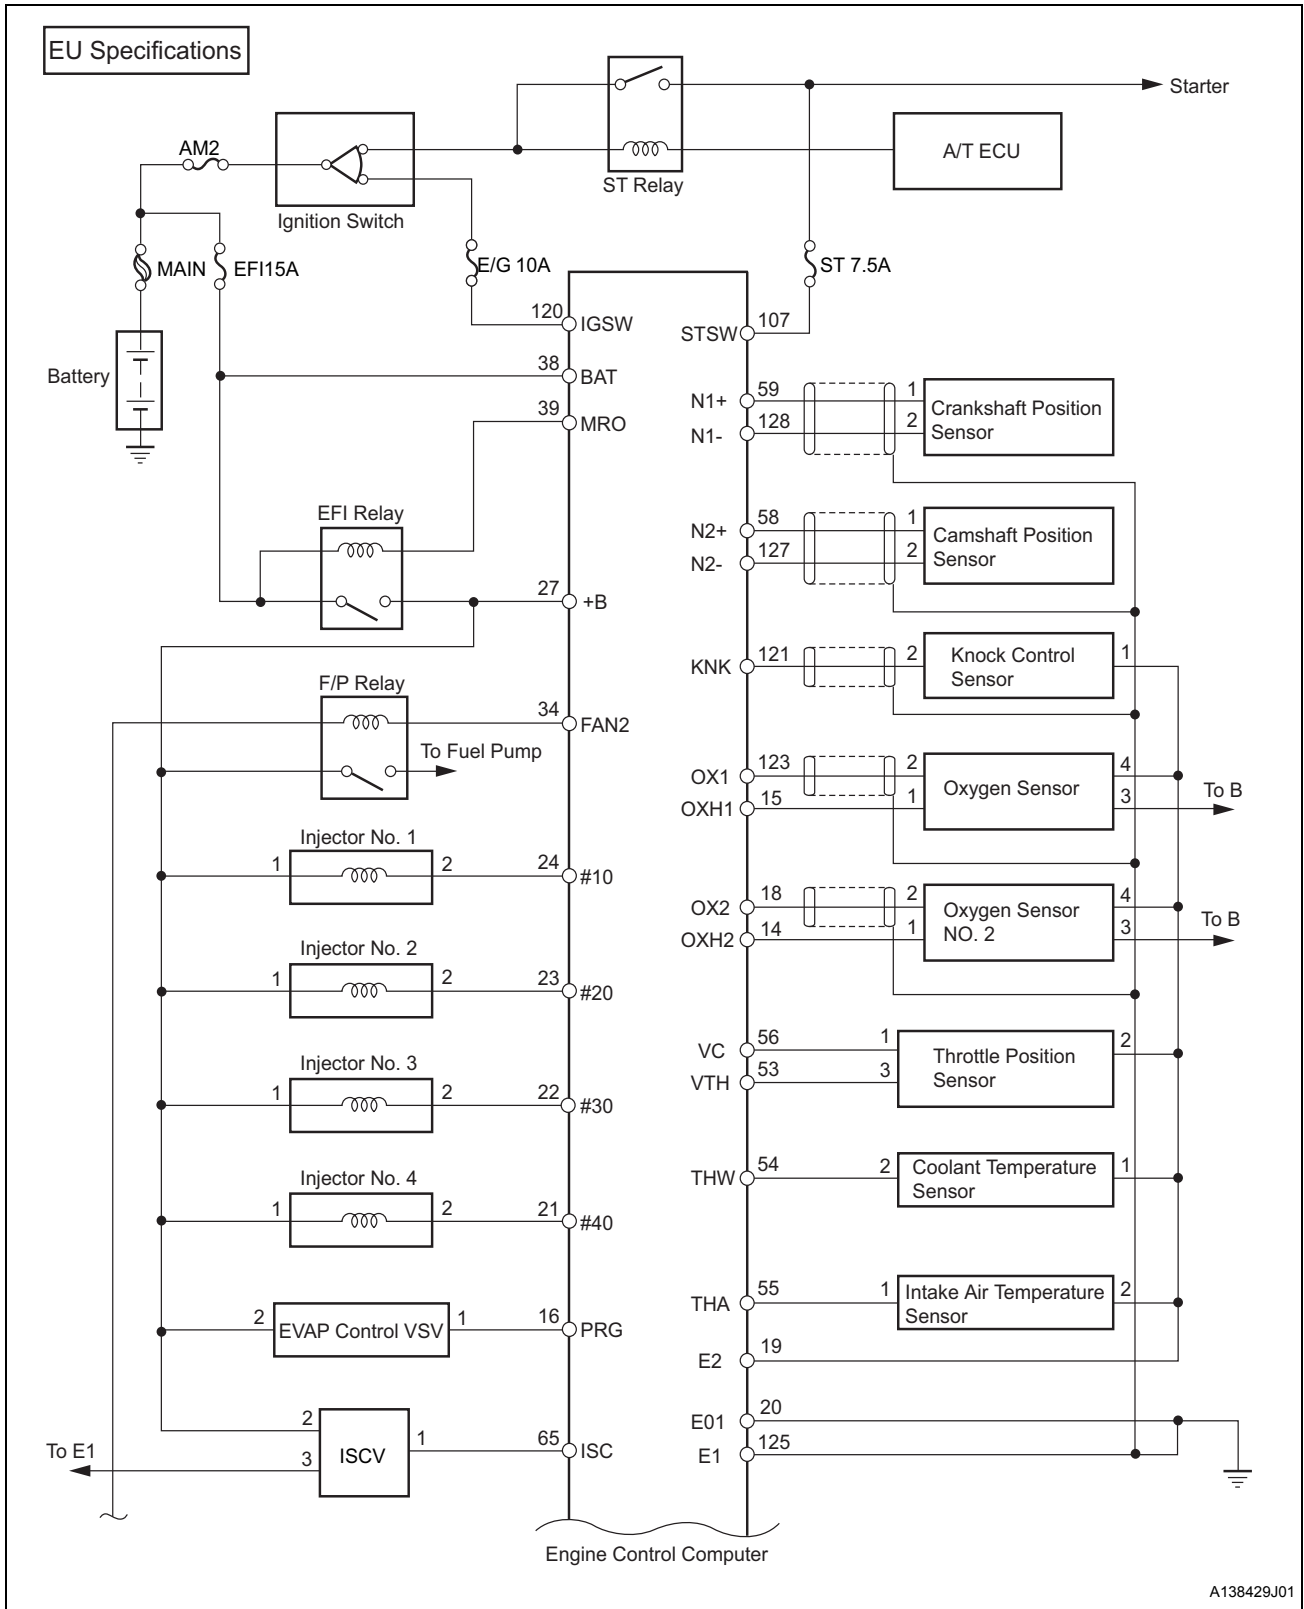 EU Specifications
Starter
AM2
A/T ECU
ST Relay
Ignition Switch
MAIN
EFI15A
E/G 10A
ST 7.5A
Battery
120
IGSW
STSW
107
38
BAT
39
MRO
N1+
59
1
N1-
128
2
Crankshaft Position
Sensor
EFI Relay
N2+
58
1
N2-
127
2
Camshaft Position
Sensor
27
+B
KNK
121
2
Knock Control
Sensor
1
F/P Relay
34
FAN2
To Fuel Pump
OX1
123
2
OXH1
15
1
Oxygen Sensor
4
3
To B
Injector No. 1
1
2
24
#10
OX2
18
2
OXH2
14
1
Oxygen Sensor
NO. 2
4
3
To B
Injector No. 2
1
2
23
#20
VC
56
1
VTH
53
3
Throttle Position
Sensor
2
Injector No. 3
1
2
22
#30
THW
54
2
Coolant Temperature
Sensor
1
Injector No. 4
1
2
21
#40
THA
55
1
Intake Air Temperature
Sensor
2
2
EVAP Control VSV
1
16
PRG
E2
19
E01
20
E1
125
To E1
2
3
ISCV
1
65
ISC
Engine Control Computer
A138429J01